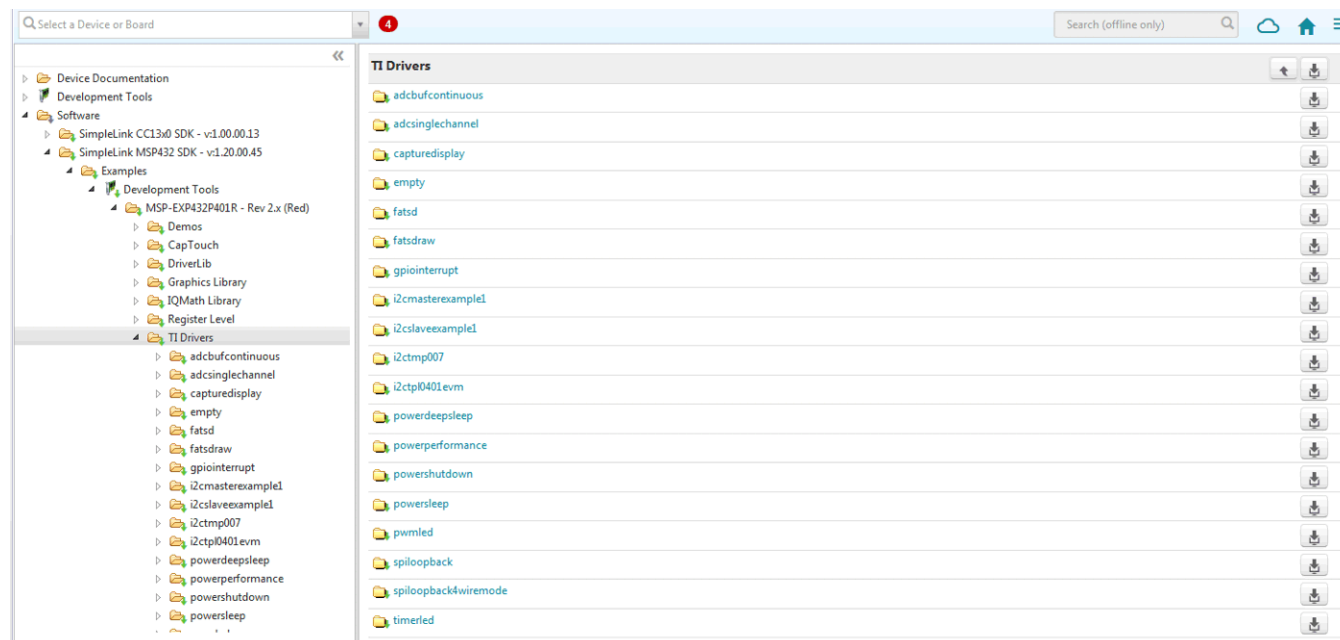 Select a Device or Board
4
Search (offline only)
Device Documentation
Development Tools
Software
SimpleLink CC13x0 SDK - v:1.00.00.13
SimpleLink MSP432 SDK - v:1.20.00.45
Examples
Development Tools
MSP-EXP432P401R - Rev 2.x (Red)
Demos
CapTouch
DriverLib
Graphics Library
IQMath Library
Register Level
TI Drivers
adcbufcontinuous
adcsinglechannel
capturedisplay
empty
fatsd
fatsdraw
gpiointerrupt
i2cmasterexample1
i2cslaveexample1
i2ctmp007
i2ctpl0401evm
powerdeepsleep
powerperformance
powershutdown
powersleep
TI Drivers
adcbufcontinuous
adcsinglechannel
capturedisplay
empty
fatsd
fatsdraw
gpiointerrupt
i2cmasterexample1
i2cslaveexample1
i2ctmp007
i2ctpl0401evm
powerdeepsleep
powerperformance
powershutdown
powersleep
pwmled
spiloopback
spiloopback4wiremode
timerled